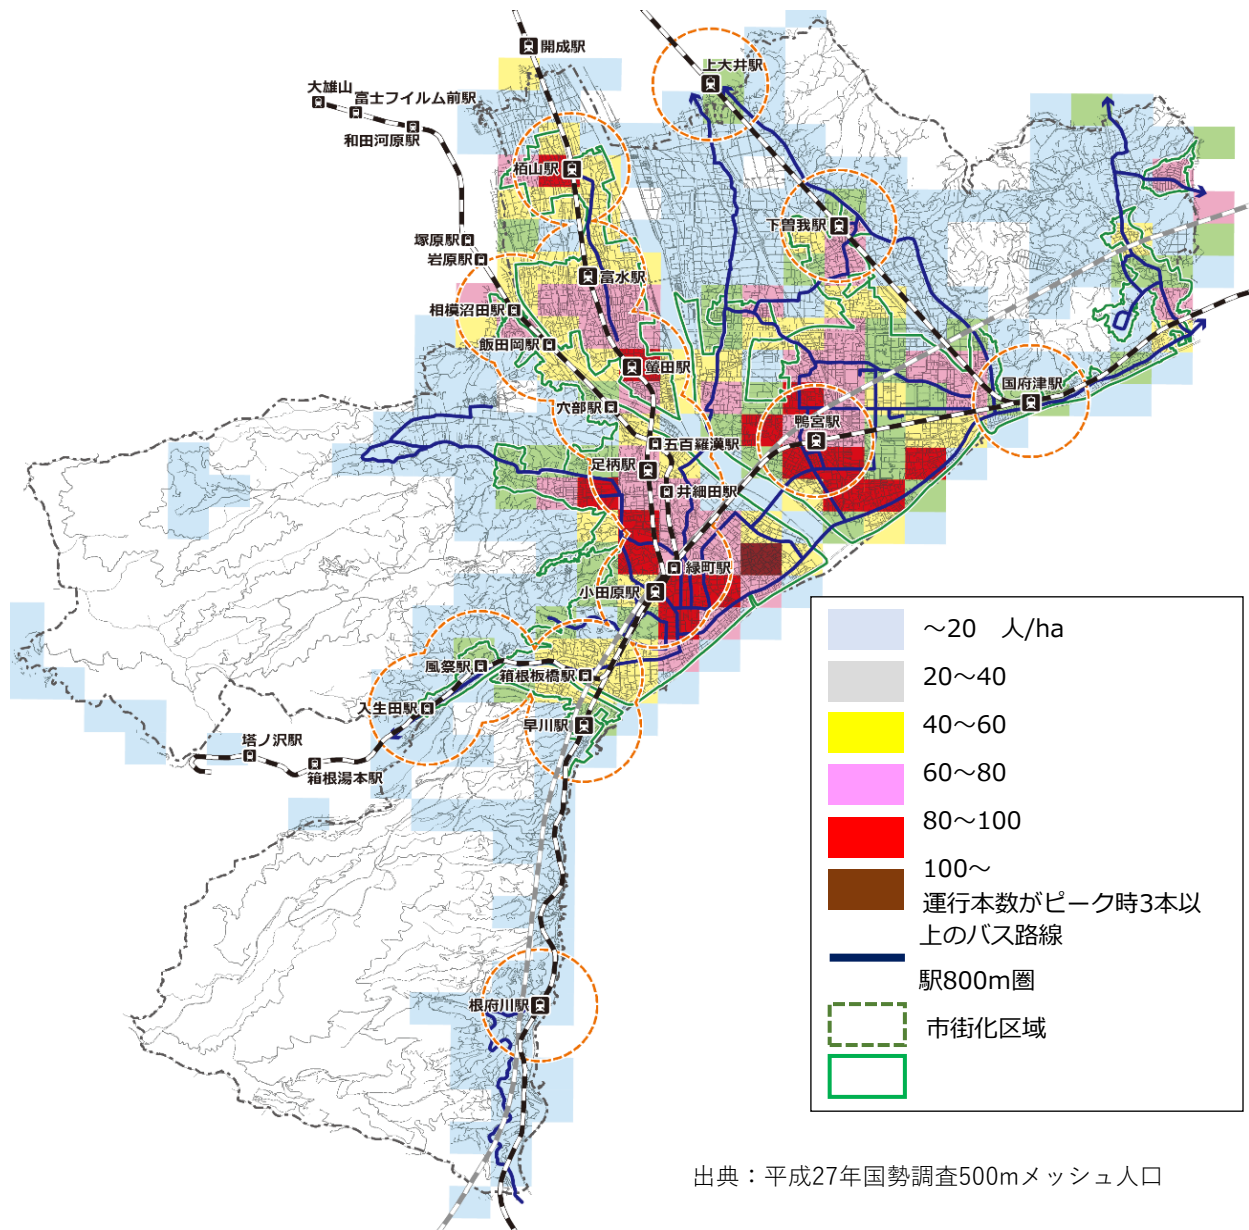 開成駅
上大井駅
大雄山
富士フイルム前駅
和田河原駅
栢山駅
下曽我駅
塚原駅
岩原駅
富水駅
相模沼田駅
飯田岡駅
螢田駅
国府津駅
穴部駅
鴨宮駅
五百羅漢駅
足柄駅
井細田駅
緑町駅
小田原駅
風祭駅
箱根板橋駅
入生田駅
早川駅
塔ノ沢駅
箱根湯本駅
根府川駅
～20　人/ha
20～40
40～60
60～80
80～100
100～
運行本数がピーク時3本以
上のバス路線
駅800m圏
市街化区域
出典：平成27年国勢調査500mメッシュ人口